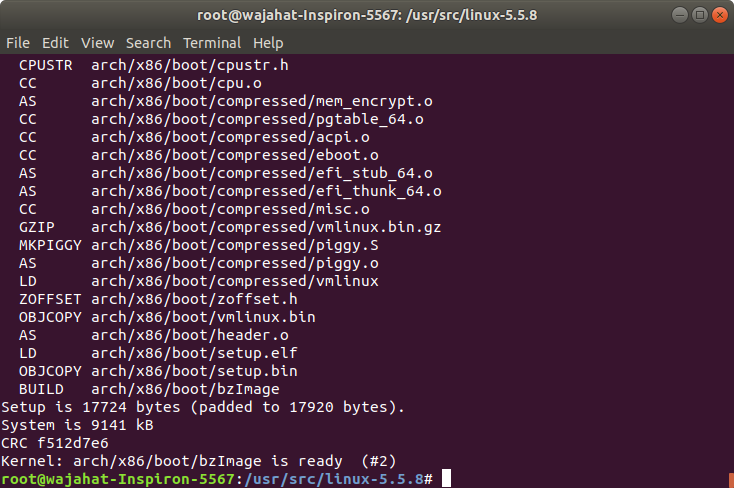 root@wajahat-Inspiron-5567: /usr/src/linux-5.5.8
File Edit View Search Terminal Help
CPUSTR arch/x86/boot/cpustr.h
CC arch/x86/boot/cpu.o
AS arch/x86/boot/compressed/mem_encrypt.o
CC arch/x86/boot/compressed/pgtable_64.o
CC arch/x86/boot/compressed/acpi.o
CC arch/x86/boot/compressed/eboot.o
AS arch/x86/boot/compressed/efi_stub_64.o
AS arch/x86/boot/compressed/efi_thunk_64.o
CC arch/x86/boot/compressed/misc.o
GZIP arch/x86/boot/compressed/vmlinux.bin.gz
MKPIGGY arch/x86/boot/compressed/piggy.S
AS arch/x86/boot/compressed/piggy.o
LD arch/x86/boot/compressed/vmlinux
ZOFFSET arch/x86/boot/zoffset.h
OBJCOPY arch/x86/boot/vmlinux.bin
AS arch/x86/boot/header.o
LD arch/x86/boot/setup.elf
OBJCOPY arch/x86/boot/setup.bin
BUILD arch/x86/boot/bzImage
Setup is 17724 bytes (padded to 17920 bytes).
System is 9141 kB
CRC f512d7e6
Kernel: arch/x86/boot/bzImage is ready (#2)
root@wajahat-Inspiron-5567:/usr/src/linux-5.5.8#